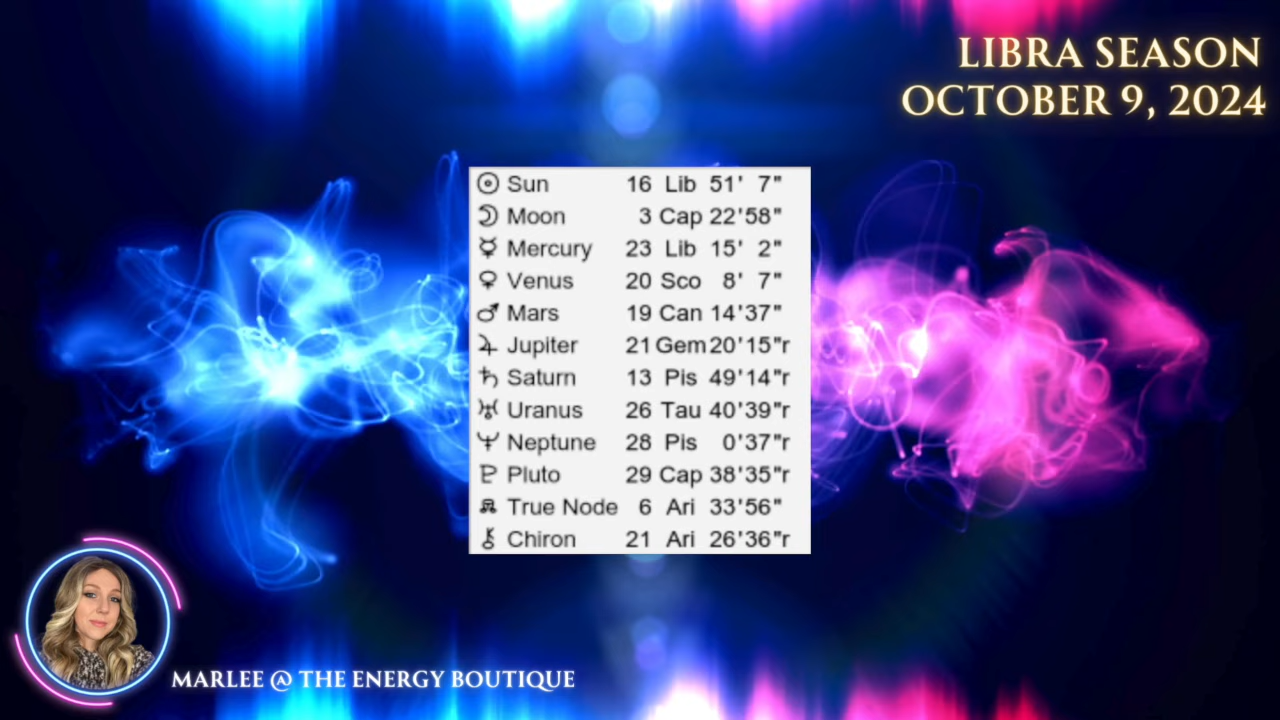 LIBRA SEASON
OCTOBER 9, 2024
☉ Sun 16 Lib 51' 7"
☽ Moon 3 Cap 22'58"
☿ Mercury 23 Lib 15' 2"
♀ Venus 20 Sco 8' 7"
♂ Mars 19 Can 14'37"
♃ Jupiter 21 Gem 20'15"r
♄ Saturn 13 Pis 49'14"r
♅ Uranus 26 Tau 40'39"r
♆ Neptune 28 Pis 0'37"r
♇ Pluto 29 Cap 38'35"r
☊ True Node 6 Ari 33'56"
⚷ Chiron 21 Ari 26'36"r
MARLEE @ THE ENERGY BOUTIQUE